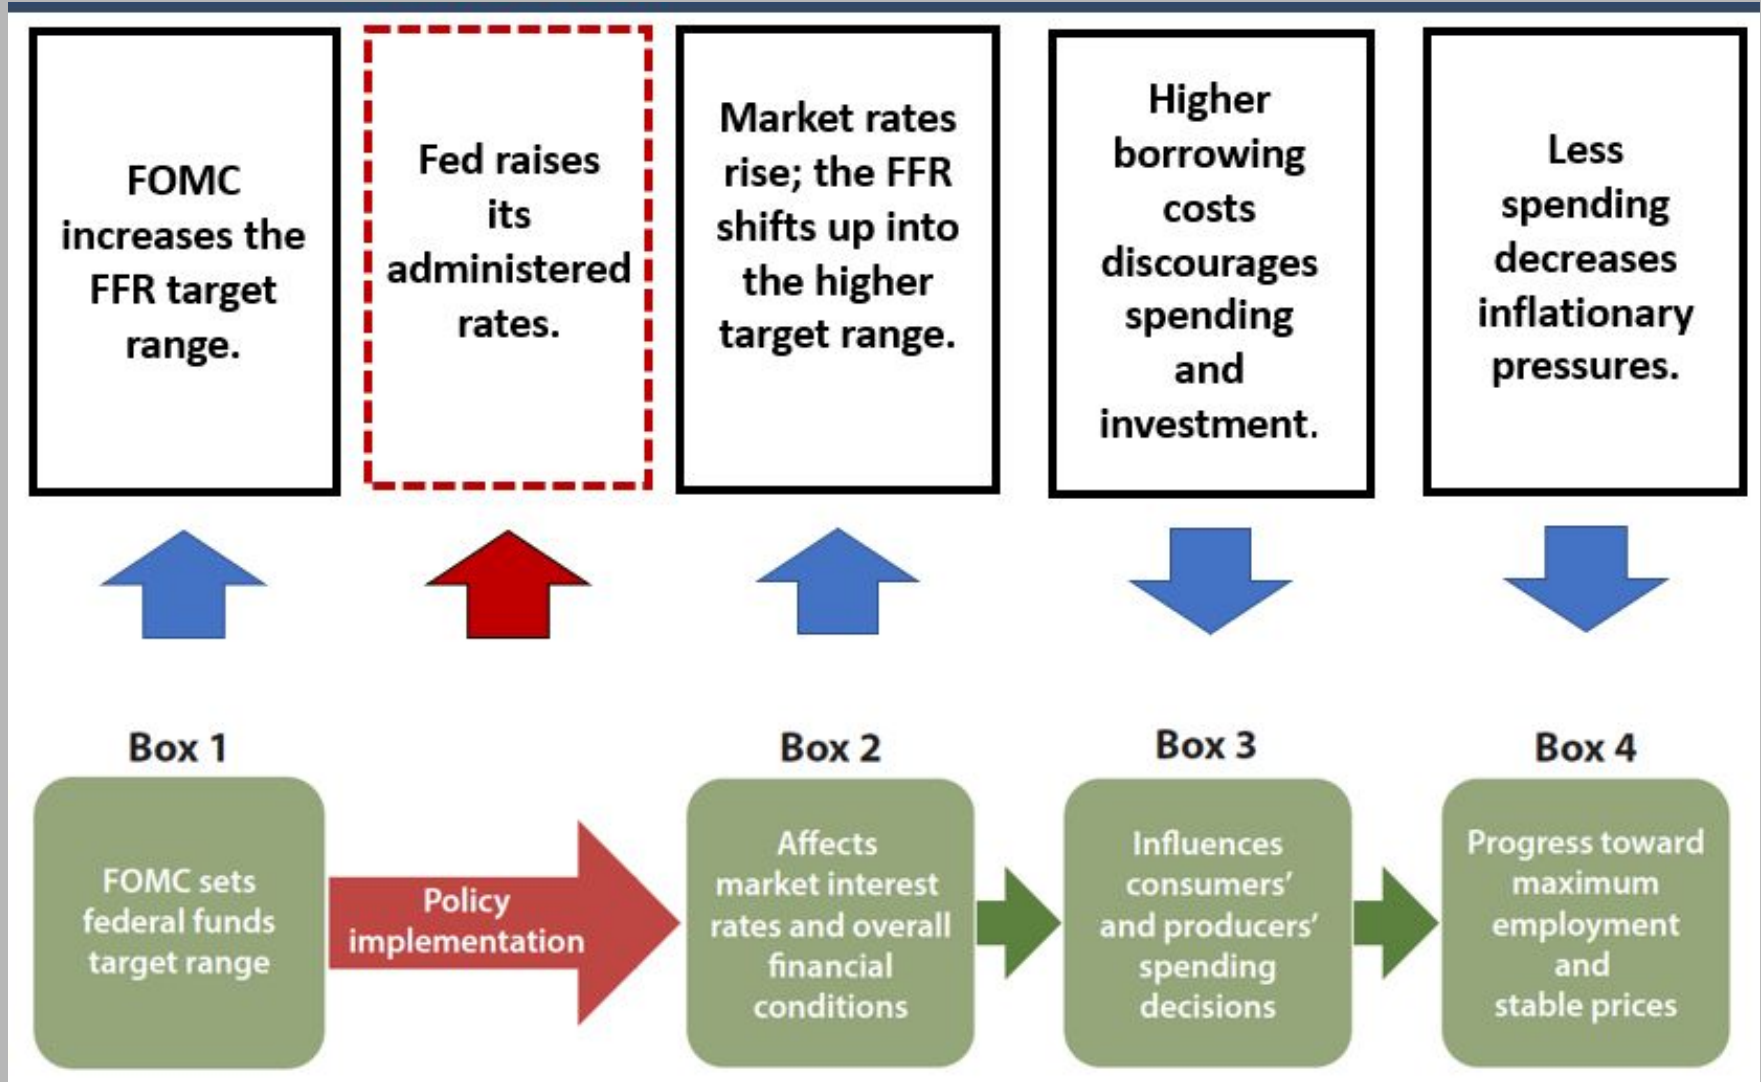 FOMC
increases the
FFR target
range.
Fed raises
its
administered
rates.
Market rates
rise; the FFR
shifts up into
the higher
target range.
Higher
borrowing
costs
discourages
spending
and
investment.
Less
spending
decreases
inflationary
pressures.
Box 1
FOMC sets
federal funds
target range
Policy
implementation
Box 2
Affects
market interest
rates and overall
financial
conditions
Box 3
Influences
consumers’
and producers’
spending
decisions
Box 4
Progress toward
maximum
employment
and
stable prices